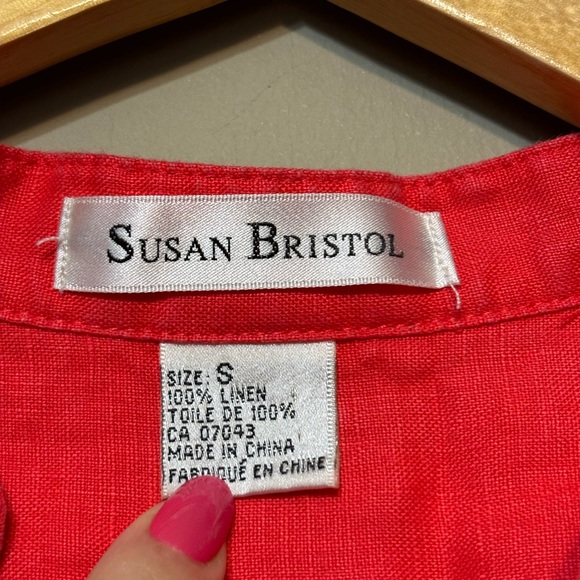 SUSAN BRISTOL
SIZE: S
100% LINEN
TOILE DE 100%
CA 07043
MADE IN CHINA
FABRIQUÉ EN CHINE